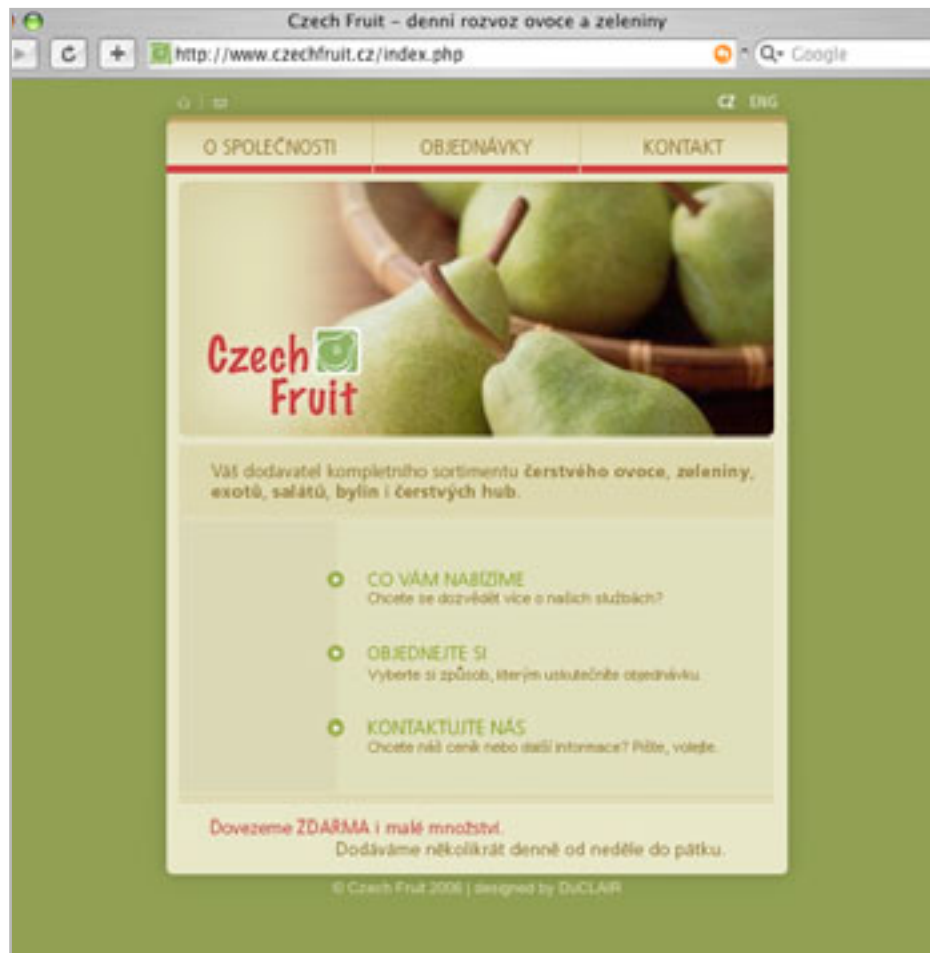 Czech Fruit – denní rozvoz ovoce a zeleniny
http://www.czechfruit.cz/index.php
Google
CZ ENG
O SPOLEČNOSTI OBJEDNÁVKY KONTAKT
Czech
Fruit
Váš dodavatel kompletního sortimentu čerstvého ovoce, zeleniny,
exotů, salátů, bylin i čerstvých hub.
CO VÁM NABÍZÍME
Chcete se dozvědět více o našich službách?
OBJEDNEJTE SI
Vyberte si způsob, kterým uskutečníte objednávku.
KONTAKTUJTE NÁS
Chcete náš ceník nebo další informace? Pište, volejte.
Dovezeme ZDARMA i malé množství.
Dodáváme několikrát denně od neděle do pátku.
© Czech Fruit 2006 | designed by DuCLAIR